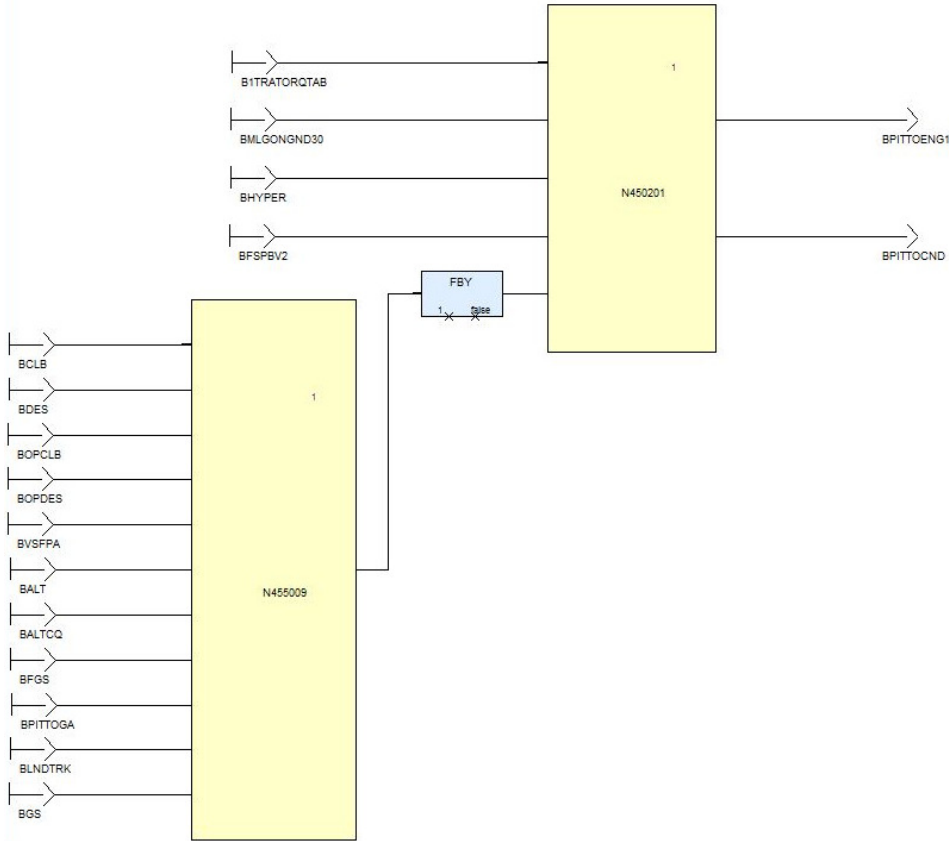 1
B1TRATORQTAB
BMLGONGND30
BPITTOENG1
BHYPER
N450201
BFSPBV2
BPITTOCND
FBY
1 false
BCLB
BDES
1
BOPCLB
BOPDES
BVSFPA
BALT
N455009
BALTCQ
BFGS
BPITTOGA
BLNDTRK
BGS